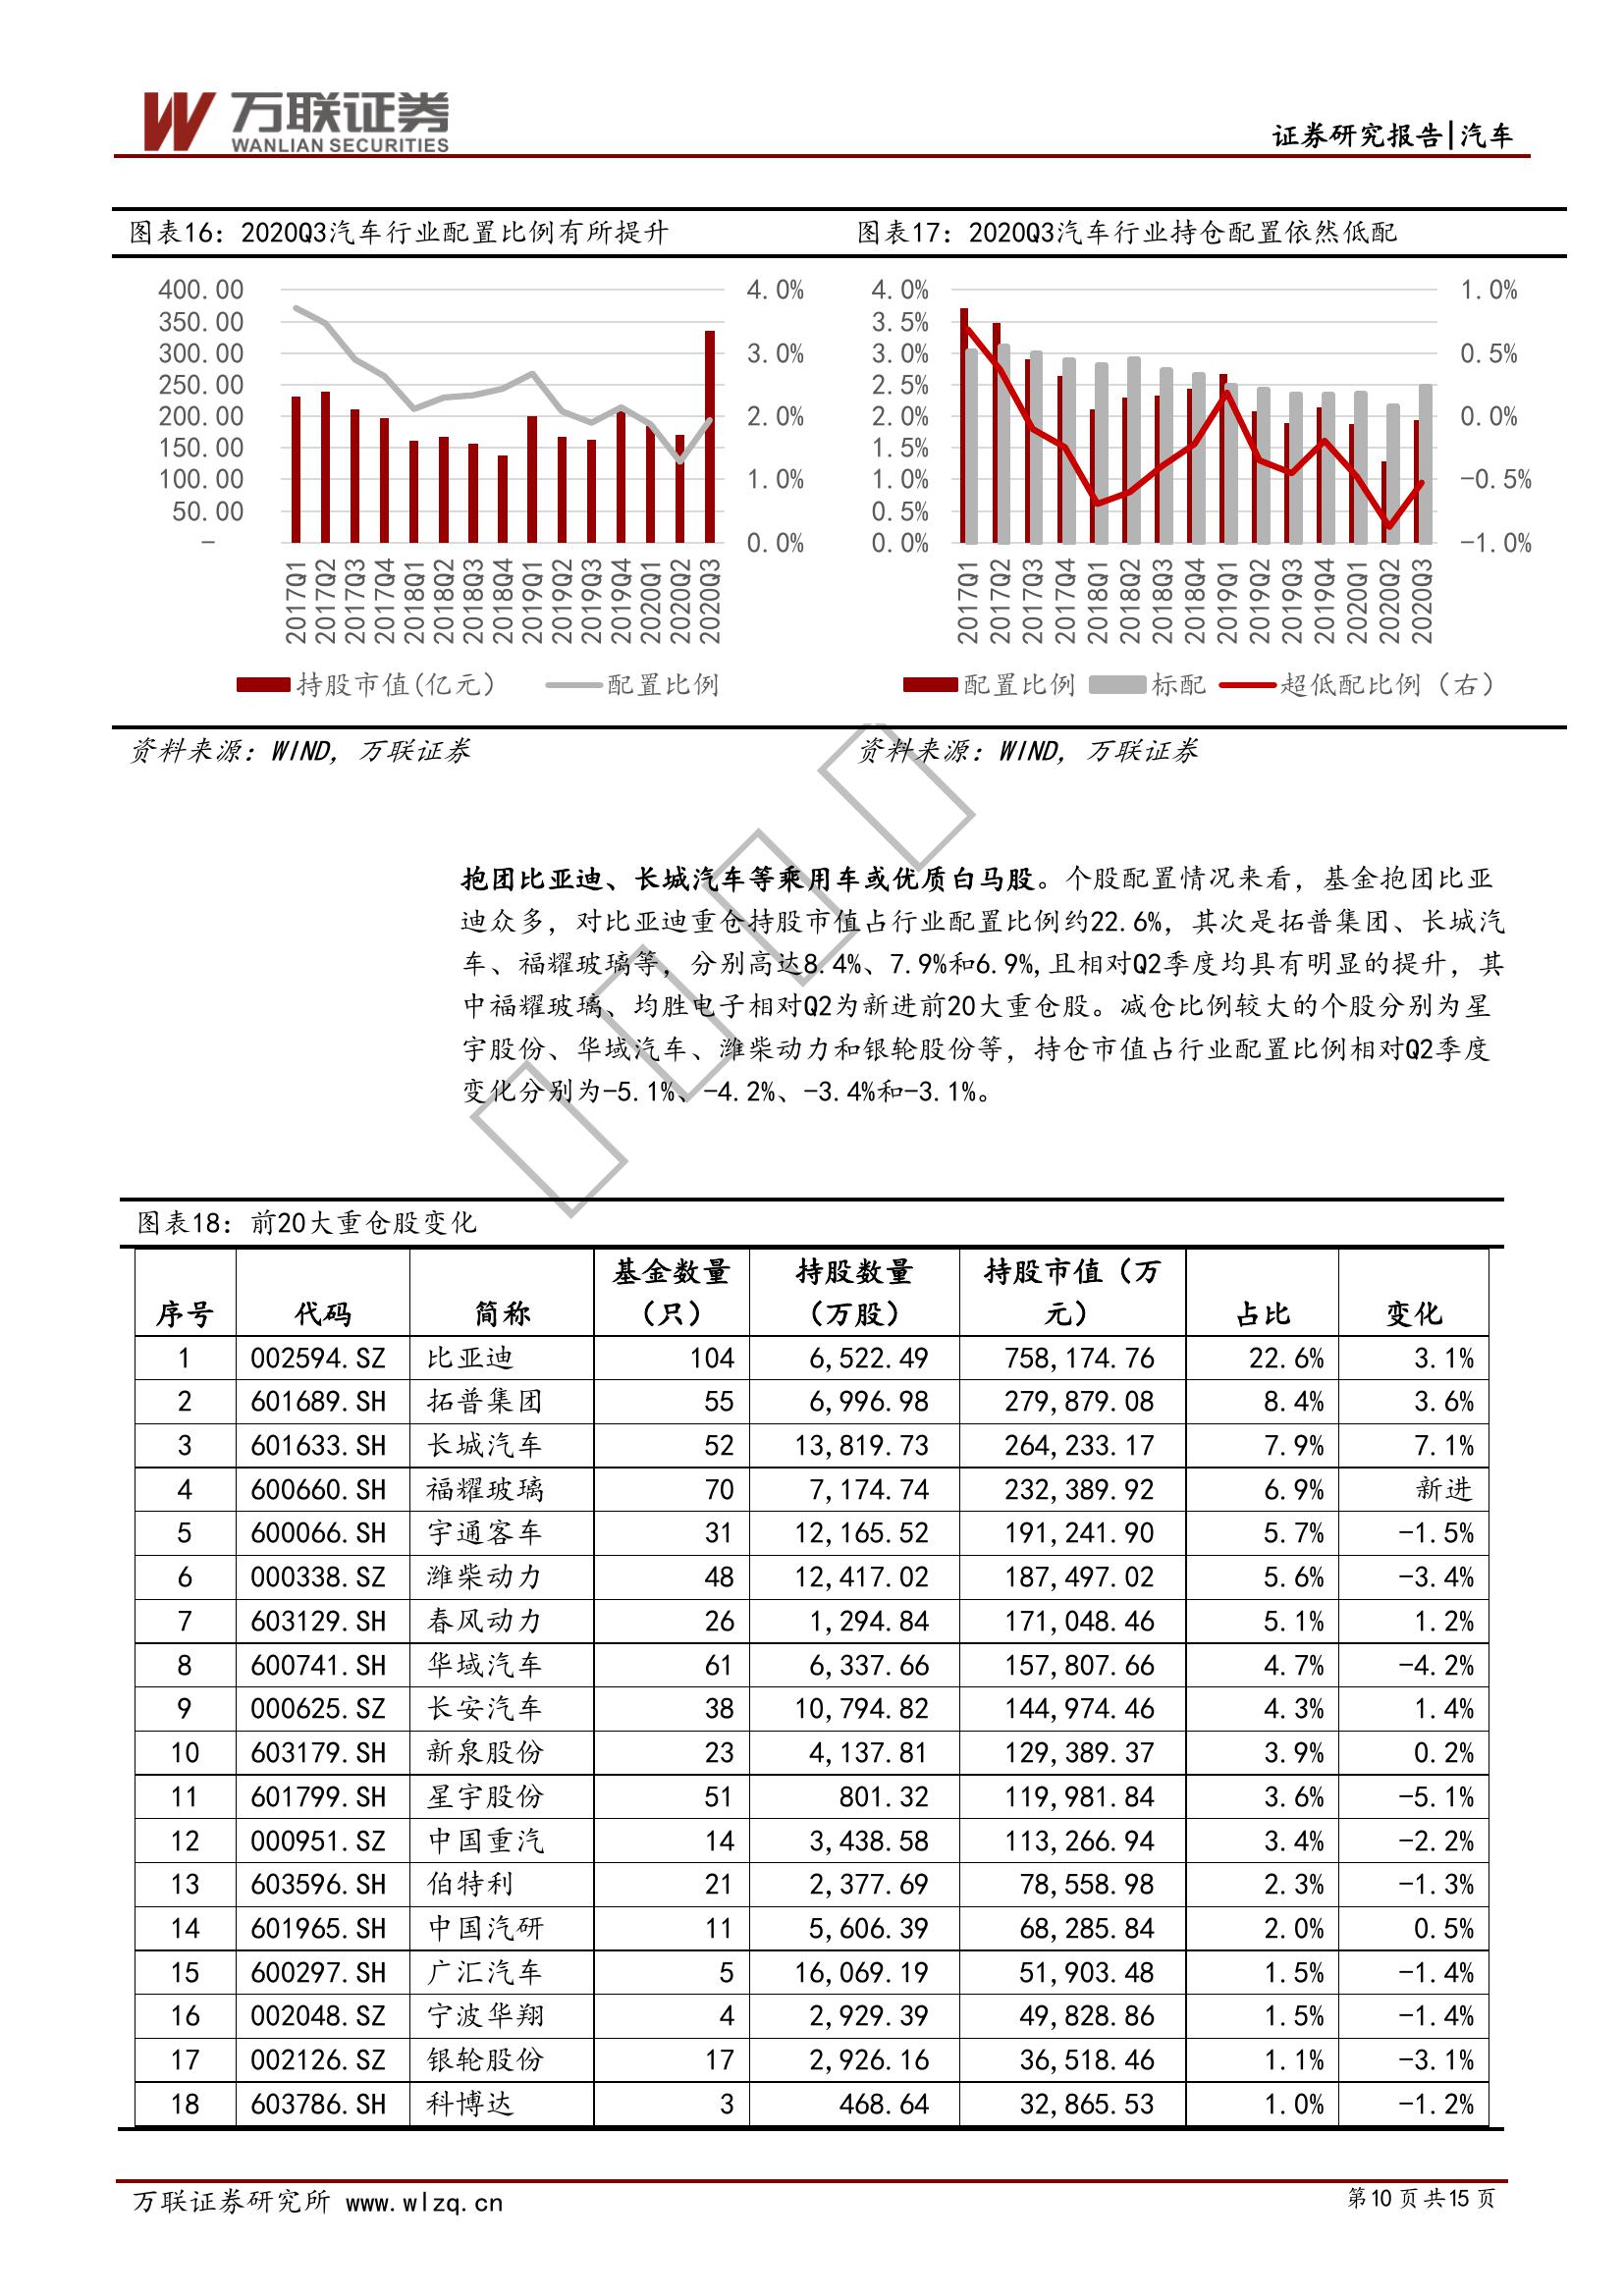 万联证券
WANLIAN SECURITIES
证券研究报告|汽车
图表16：2020Q3汽车行业配置比例有所提升
400.00
350.00
300.00
250.00
200.00
150.00
100.00
50.00
-
4.0%
3.0%
2.0%
1.0%
0.0%
2017Q1
2017Q2
2017Q3
2017Q4
2018Q1
2018Q2
2018Q3
2018Q4
2019Q1
2019Q2
2019Q3
2019Q4
2020Q1
2020Q2
2020Q3
持股市值(亿元) 配置比例
图表17：2020Q3汽车行业持仓配置依然低配
4.0%
3.5%
3.0%
2.5%
2.0%
1.5%
1.0%
0.5%
0.0%
1.0%
0.5%
0.0%
-0.5%
-1.0%
2017Q1
2017Q2
2017Q3
2017Q4
2018Q1
2018Q2
2018Q3
2018Q4
2019Q1
2019Q2
2019Q3
2019Q4
2020Q1
2020Q2
2020Q3
配置比例 标配 超低配比例（右）
资料来源：WIND，万联证券
资料来源：WIND，万联证券
抱团比亚迪、长城汽车等乘用车或优质白马股。个股配置情况来看，基金抱团比亚
迪众多，对比亚迪重仓持股市值占行业配置比例约22.6%，其次是拓普集团、长城汽
车、福耀玻璃等，分别高达8.4%、7.9%和6.9%,且相对Q2季度均具有明显的提升，其
中福耀玻璃、均胜电子相对Q2为新进前20大重仓股。减仓比例较大的个股分别为星
宇股份、华域汽车、潍柴动力和银轮股份等，持仓市值占行业配置比例相对Q2季度
变化分别为-5.1%、-4.2%、-3.4%和-3.1%。
图表18：前20大重仓股变化
序号 代码 简称 基金数量（只） 持股数量（万股） 持股市值（万元） 占比 变化
1 002594.SZ 比亚迪 104 6,522.49 758,174.76 22.6% 3.1%
2 601689.SH 拓普集团 55 6,996.98 279,879.08 8.4% 3.6%
3 601633.SH 长城汽车 52 13,819.73 264,233.17 7.9% 7.1%
4 600660.SH 福耀玻璃 70 7,174.74 232,389.92 6.9% 新进
5 600066.SH 宇通客车 31 12,165.52 191,241.90 5.7% -1.5%
6 000338.SZ 潍柴动力 48 12,417.02 187,497.02 5.6% -3.4%
7 603129.SH 春风动力 26 1,294.84 171,048.46 5.1% 1.2%
8 600741.SH 华域汽车 61 6,337.66 157,807.66 4.7% -4.2%
9 000625.SZ 长安汽车 38 10,794.82 144,974.46 4.3% 1.4%
10 603179.SH 新泉股份 23 4,137.81 129,389.37 3.9% 0.2%
11 601799.SH 星宇股份 51 801.32 119,981.84 3.6% -5.1%
12 000951.SZ 中国重汽 14 3,438.58 113,266.94 3.4% -2.2%
13 603596.SH 伯特利 21 2,377.69 78,558.98 2.3% -1.3%
14 601965.SH 中国汽研 11 5,606.39 68,285.84 2.0% 0.5%
15 600297.SH 广汇汽车 5 16,069.19 51,903.48 1.5% -1.4%
16 002048.SZ 宁波华翔 4 2,929.39 49,828.86 1.5% -1.4%
17 002126.SZ 银轮股份 17 2,926.16 36,518.46 1.1% -3.1%
18 603786.SH 科博达 3 468.64 32,865.53 1.0% -1.2%
万联证券研究所 www.wlzq.cn
第10页共15页